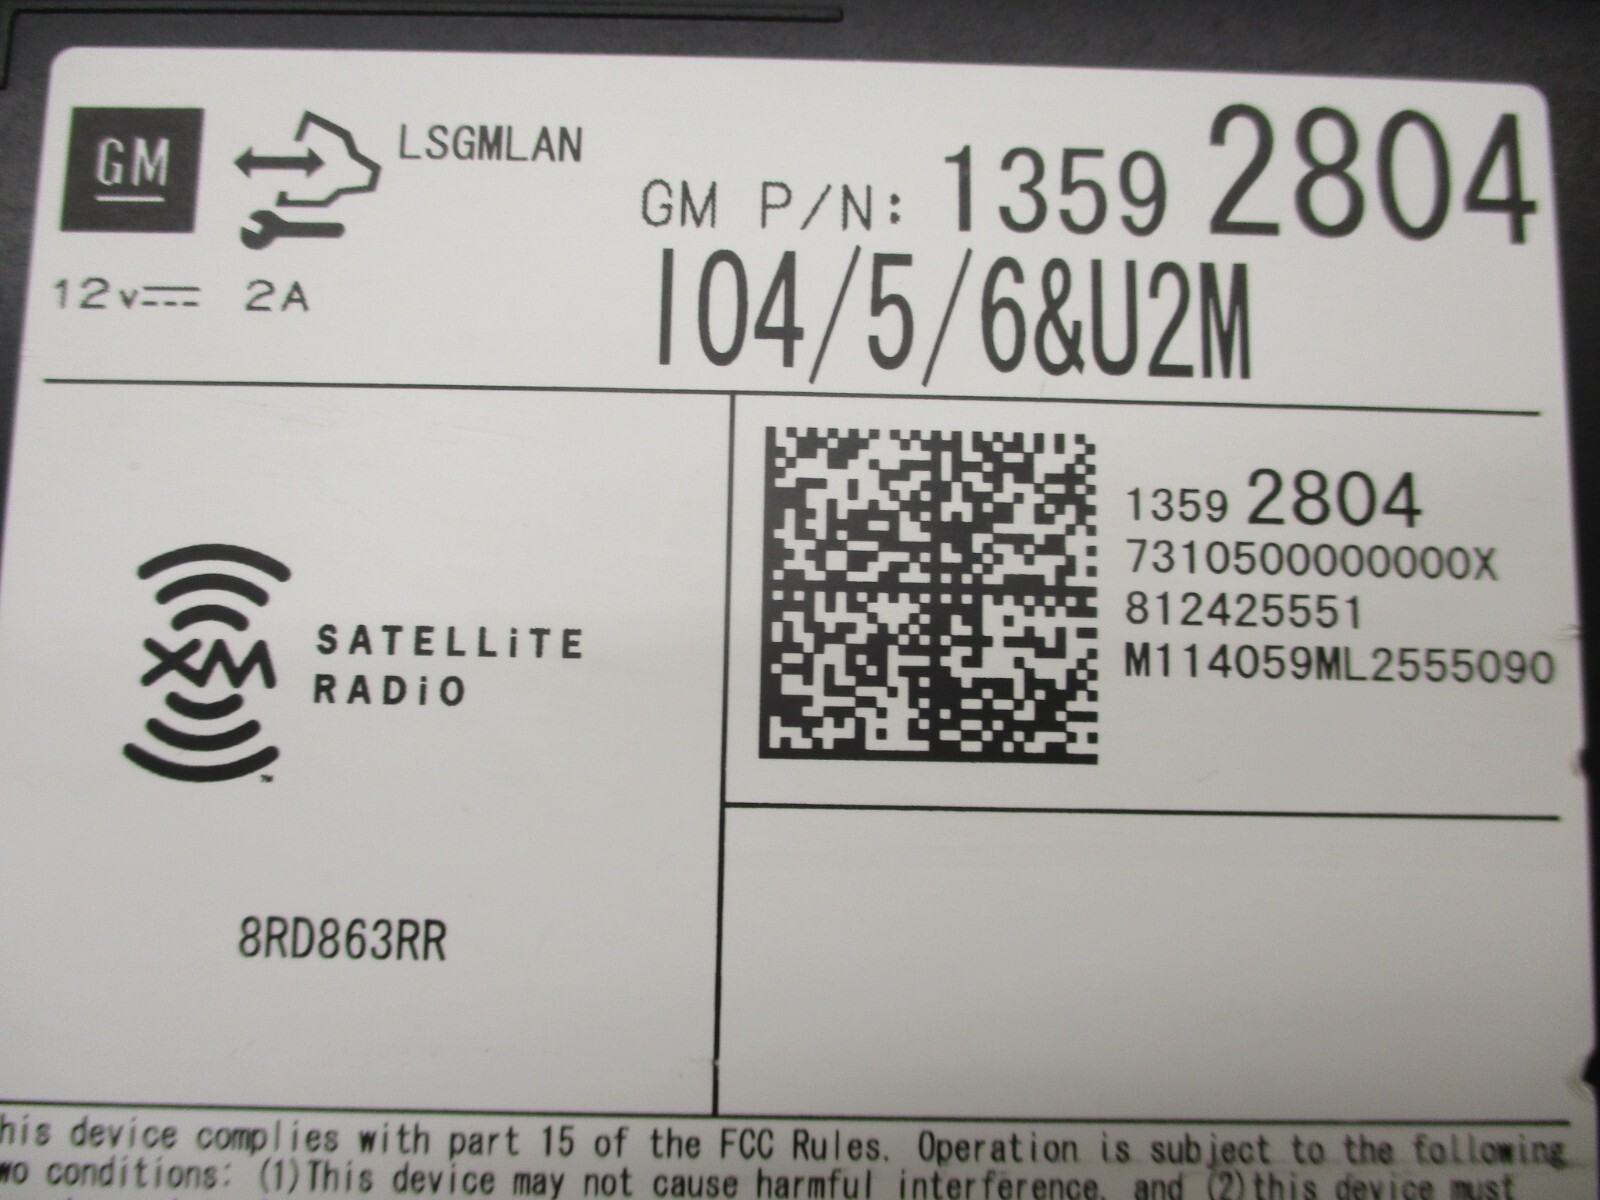 GM
LSGMLAN
GM P/N: 1359 2804
12v 2A
IO4/5/6&U2M
1359 2804
7310500000000X
812425551
M114059ML2555090
XM SATELLiTE
RADiO
™
8RD863RR
his device complies with part 15 of the FCC Rules. Operation is subject to the following
wo conditions: (1)This device may not cause harmful interference, and (2)this device must